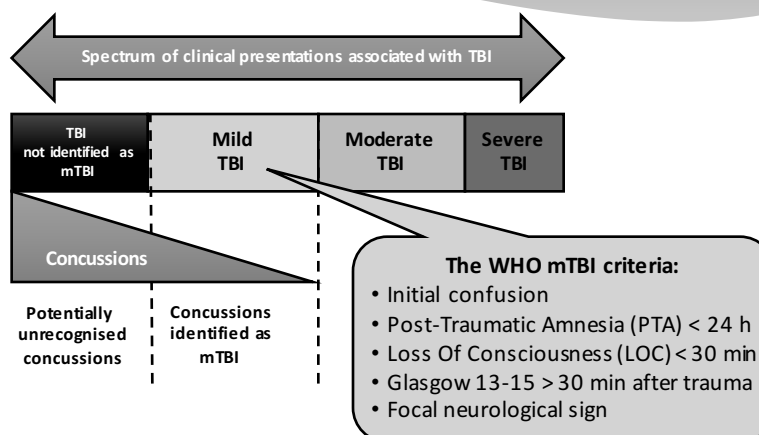 Spectrum of clinical presentations associated with TBI
TBI
not identified as
mTBI
Mild
TBI
Moderate
TBI
Severe
TBI
Concussions
Potentially
unrecognised
concussions
Concussions
identified as
mTBI
The WHO mTBI criteria:
• Initial confusion
• Post-Traumatic Amnesia (PTA) < 24 h
• Loss Of Consciousness (LOC) < 30 min
• Glasgow 13-15 > 30 min after trauma
• Focal neurological sign